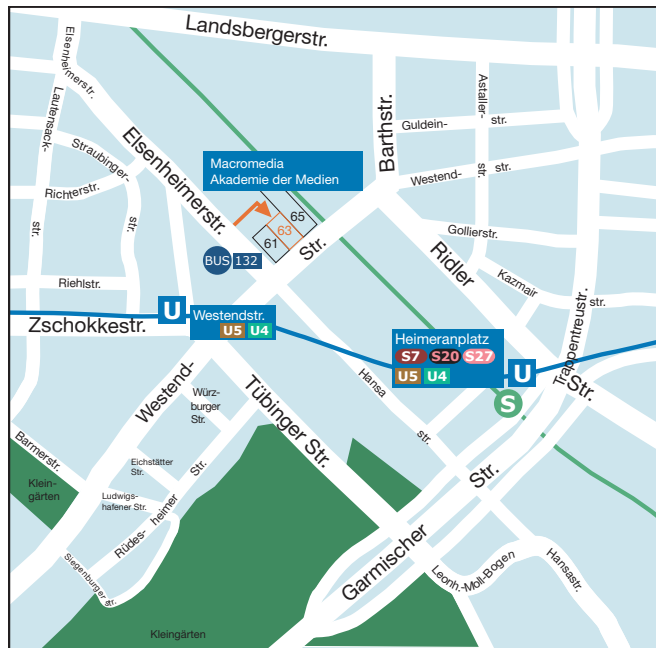 Landsbergerstr.
Elsenheimerstr.
Lautensack-
str.
Straubinger-
str.
Richterstr.
Elsenheimerstr.
Barthstr.
Astaller-
str.
Guldein-
str.
Macromedia
Akademie der Medien
Westend-
str.
65
63
61
Str.
Gollierstr.
Ridler
Str.
BUS 132
Kazmair
str.
Riehlstr.
U
Zschokkestr.
Westendstr.
U5 U4
Heimeranplatz
S7 S20 S27
U5 U4
U
S
Trappentreustr.
Hansa
str.
Westend-
Würz-
burger
Str.
Tübinger Str.
Barmerstr.
Klein-
gärten
Eichstätter
Str.
Ludwigs-
hafener Str.
Rüdes-
heimer
Str.
Siegenburger str.
Garmischer
Str.
Leonh.-Moll-Bogen
Hansastr.
Kleingärten